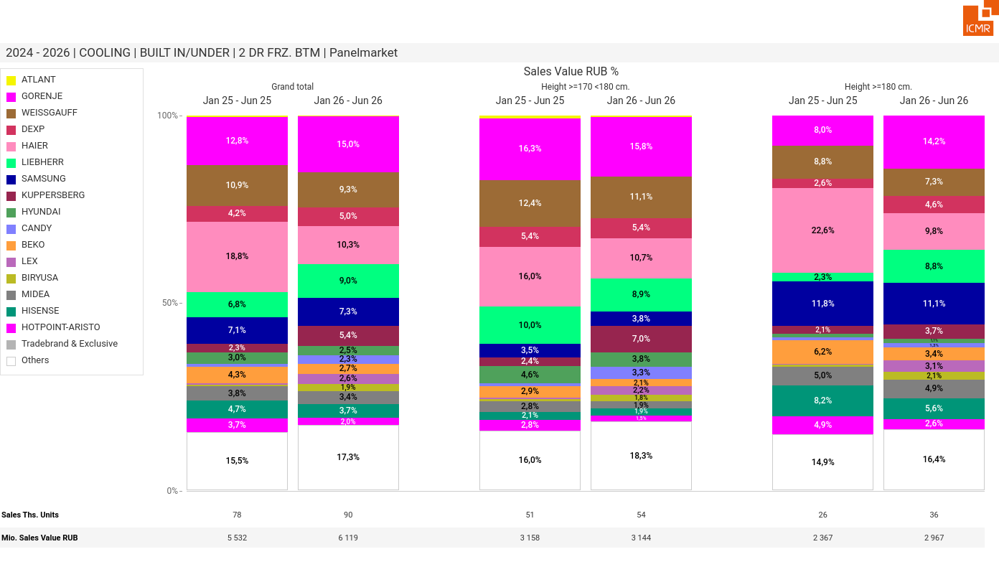 ICMR
2024 - 2026 | COOLING | BUILT IN/UNDER | 2 DR FRZ. BTM | Panelmarket
ATLANT
GORENJE
WEISSGAUFF
DEXP
HAIER
LIEBHERR
SAMSUNG
KUPPERSBERG
HYUNDAI
CANDY
BEKO
LEX
BIRYUSA
MIDEA
HISENSE
HOTPOINT-ARISTO
Tradebrand & Exclusive
Others
Sales Value RUB %
Grand total
Jan 25 - Jun 25
Jan 26 - Jun 26
Height >=170 <180 cm.
Jan 25 - Jun 25
Jan 26 - Jun 26
Height >=180 cm.
Jan 25 - Jun 25
Jan 26 - Jun 26
100%
50%
0%
12,8%
10,9%
4,2%
18,8%
6,8%
7,1%
2,3%
3,0%
4,3%
3,8%
4,7%
3,7%
15,5%
15,0%
9,3%
5,0%
10,3%
9,0%
7,3%
5,4%
2,5%
2,3%
2,7%
2,6%
1,9%
3,4%
3,7%
2,0%
17,3%
16,3%
12,4%
5,4%
16,0%
10,0%
3,5%
2,4%
4,6%
2,9%
2,8%
2,1%
2,8%
16,0%
15,8%
11,1%
5,4%
10,7%
8,9%
3,8%
7,0%
3,8%
3,3%
2,1%
2,2%
1,8%
1,9%
1,9%
18,3%
8,0%
8,8%
2,6%
22,6%
2,3%
11,8%
2,1%
6,2%
5,0%
8,2%
4,9%
14,9%
14,2%
7,3%
4,6%
9,8%
8,8%
11,1%
3,7%
3,4%
3,1%
2,1%
4,9%
5,6%
2,6%
16,4%
Sales Ths. Units 78 90 51 54 26 36
Mio. Sales Value RUB 5 532 6 119 3 158 3 144 2 367 2 967